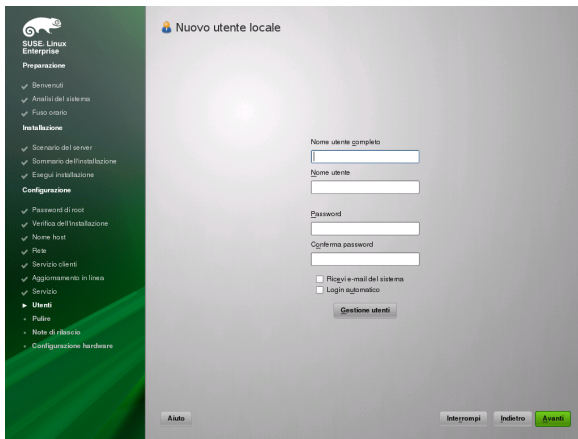 SUSE. Linux
Enterprise
Preparazione
Benvenuti
Analisi del sistema
Fuso orario
Installazione
Scenario del server
Sommario dell'installazione
Esegui installazione
Configurazione
Password di root
Verifica dell'installazione
Nome host
Rete
Servizio clienti
Aggiornamento in linea
Servizio
Utenti
Pulire
Note di rilascio
Configurazione hardware
Nuovo utente locale
Nome utente completo
Nome utente
Password
Conferma password
Ricevi e-mail del sistema
Login automatico
Gestione utenti
Aiuto
Interrompi
Indietro
Avanti